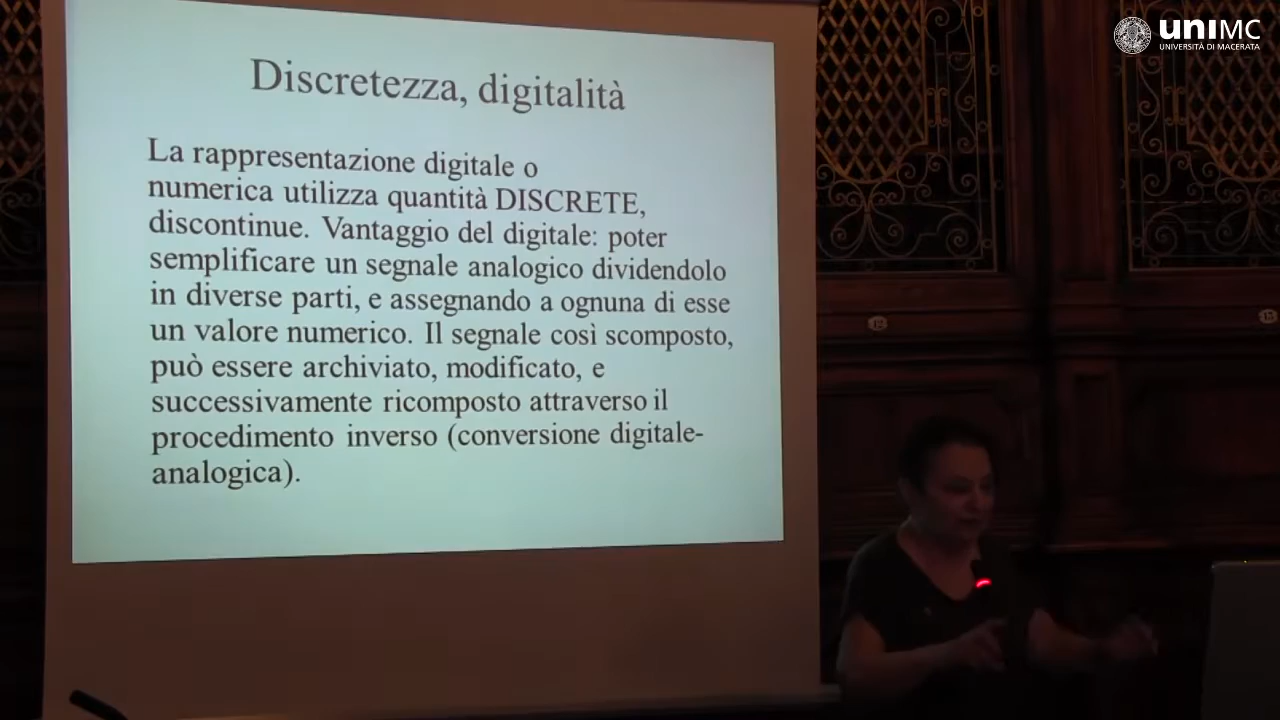 uniMC
UNIVERSITÀ DI MACERATA
Discretezza, digitalità
La rappresentazione digitale o
numerica utilizza quantità DISCRETE,
discontinue. Vantaggio del digitale: poter
semplificare un segnale analogico dividendolo
in diverse parti, e assegnando a ognuna di esse
un valore numerico. Il segnale così scomposto,
può essere archiviato, modificato, e
successivamente ricomposto attraverso il
procedimento inverso (conversione digitale-
analogica).
12
13